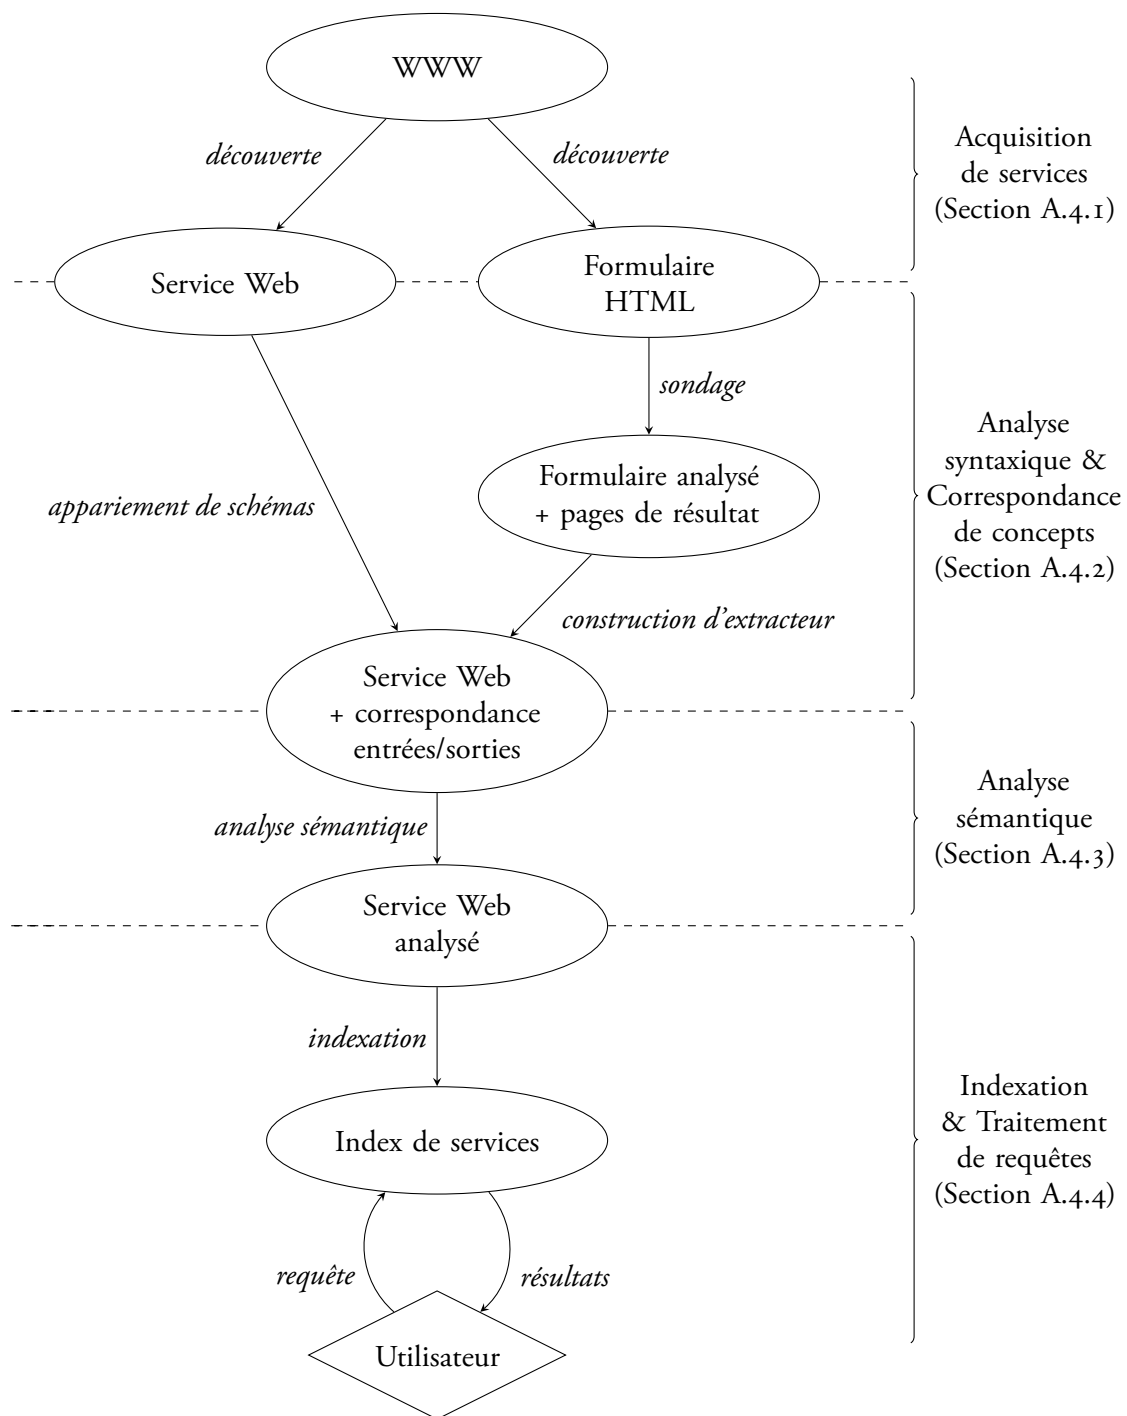 WWW
découverte
découverte
Acquisition
de services
(Section A.4.1)
Service Web
Formulaire
HTML
sondage
Formulaire analysé
+ pages de résultat
appariement de schémas
Analyse
syntaxique &
Correspondance
de concepts
(Section A.4.2)
construction d'extracteur
Service Web
+ correspondance
entrées/sorties
analyse sémantique
Analyse
sémantique
(Section A.4.3)
Service Web
analysé
indexation
Index de services
Indexation
& Traitement
de requêtes
(Section A.4.4)
requête
résultats
Utilisateur